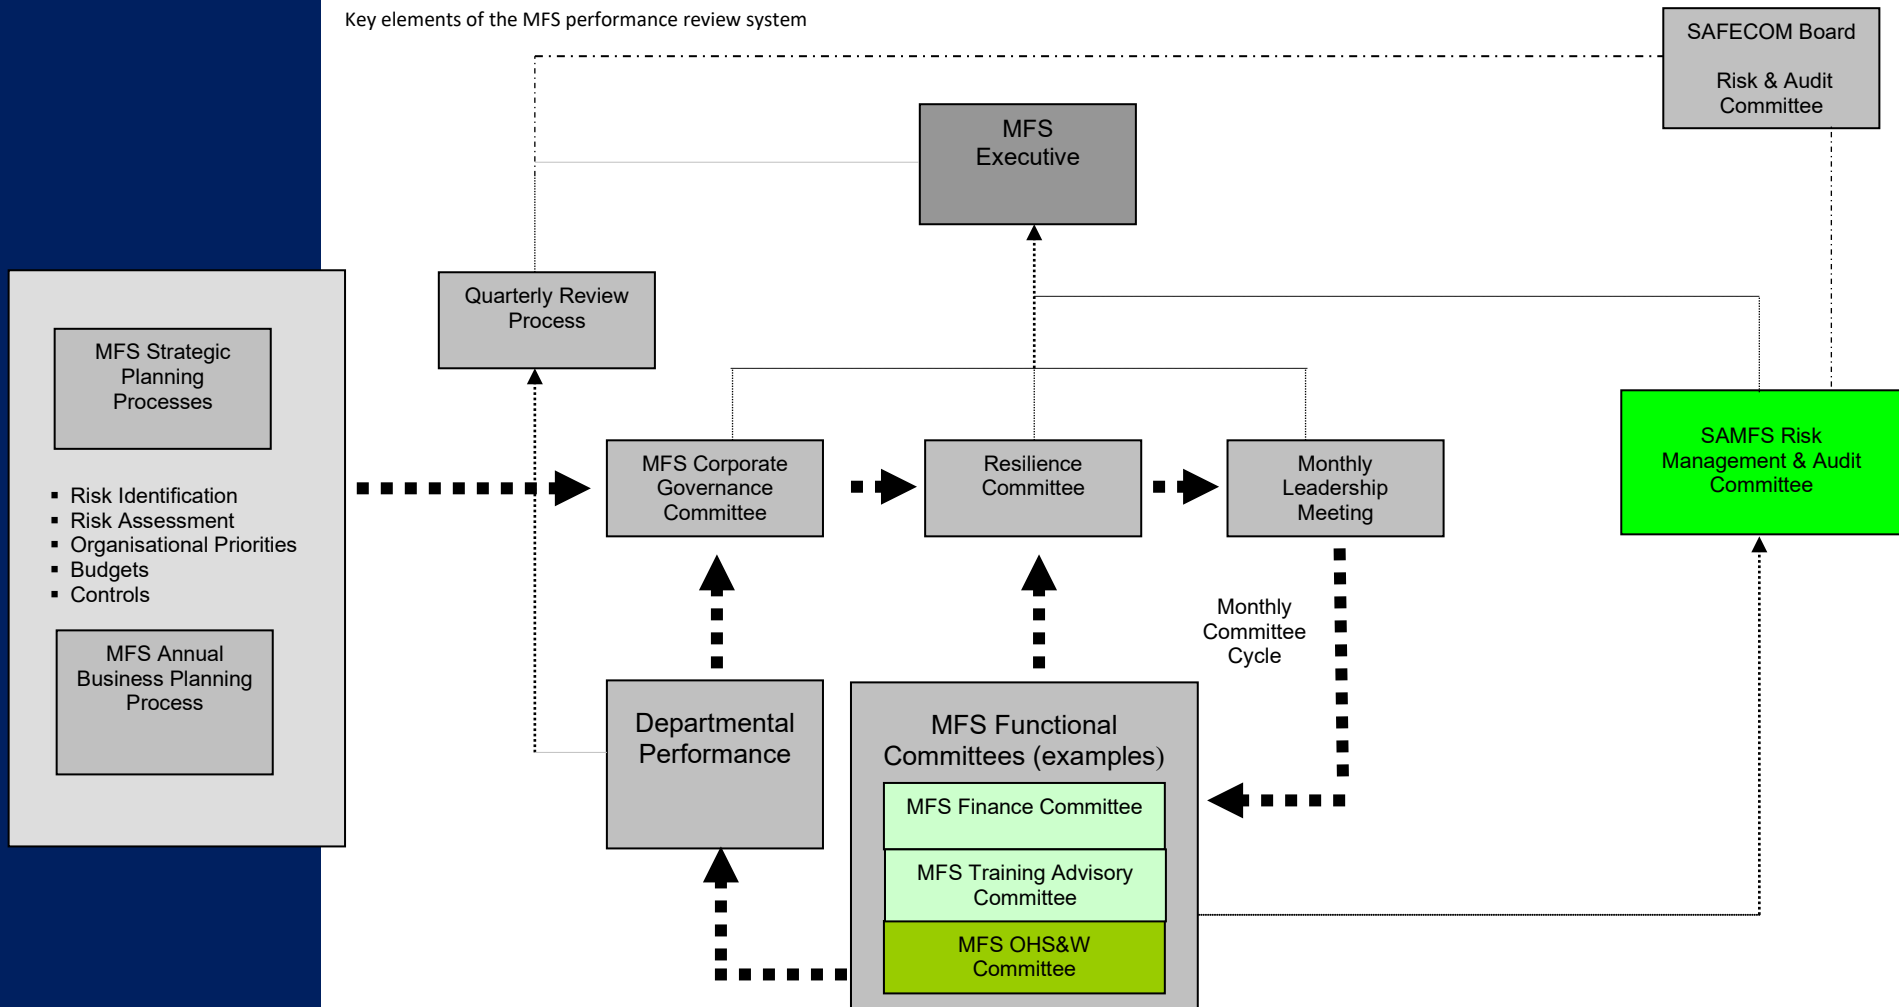 Key elements of the MFS performance review system
SAFECOM Board
Risk & Audit
Committee
MFS
Executive
Quarterly Review
Process
MFS Strategic
Planning
Processes
▪ Risk Identification
▪ Risk Assessment
▪ Organisational Priorities
▪ Budgets
▪ Controls
MFS Annual
Business Planning
Process
MFS Corporate
Governance
Committee
Resilience
Committee
Monthly
Leadership
Meeting
SAMFS Risk
Management & Audit
Committee
Monthly
Committee
Cycle
Departmental
Performance
MFS Functional
Committees (examples)
MFS Finance Committee
MFS Training Advisory
Committee
MFS OHS&W
Committee